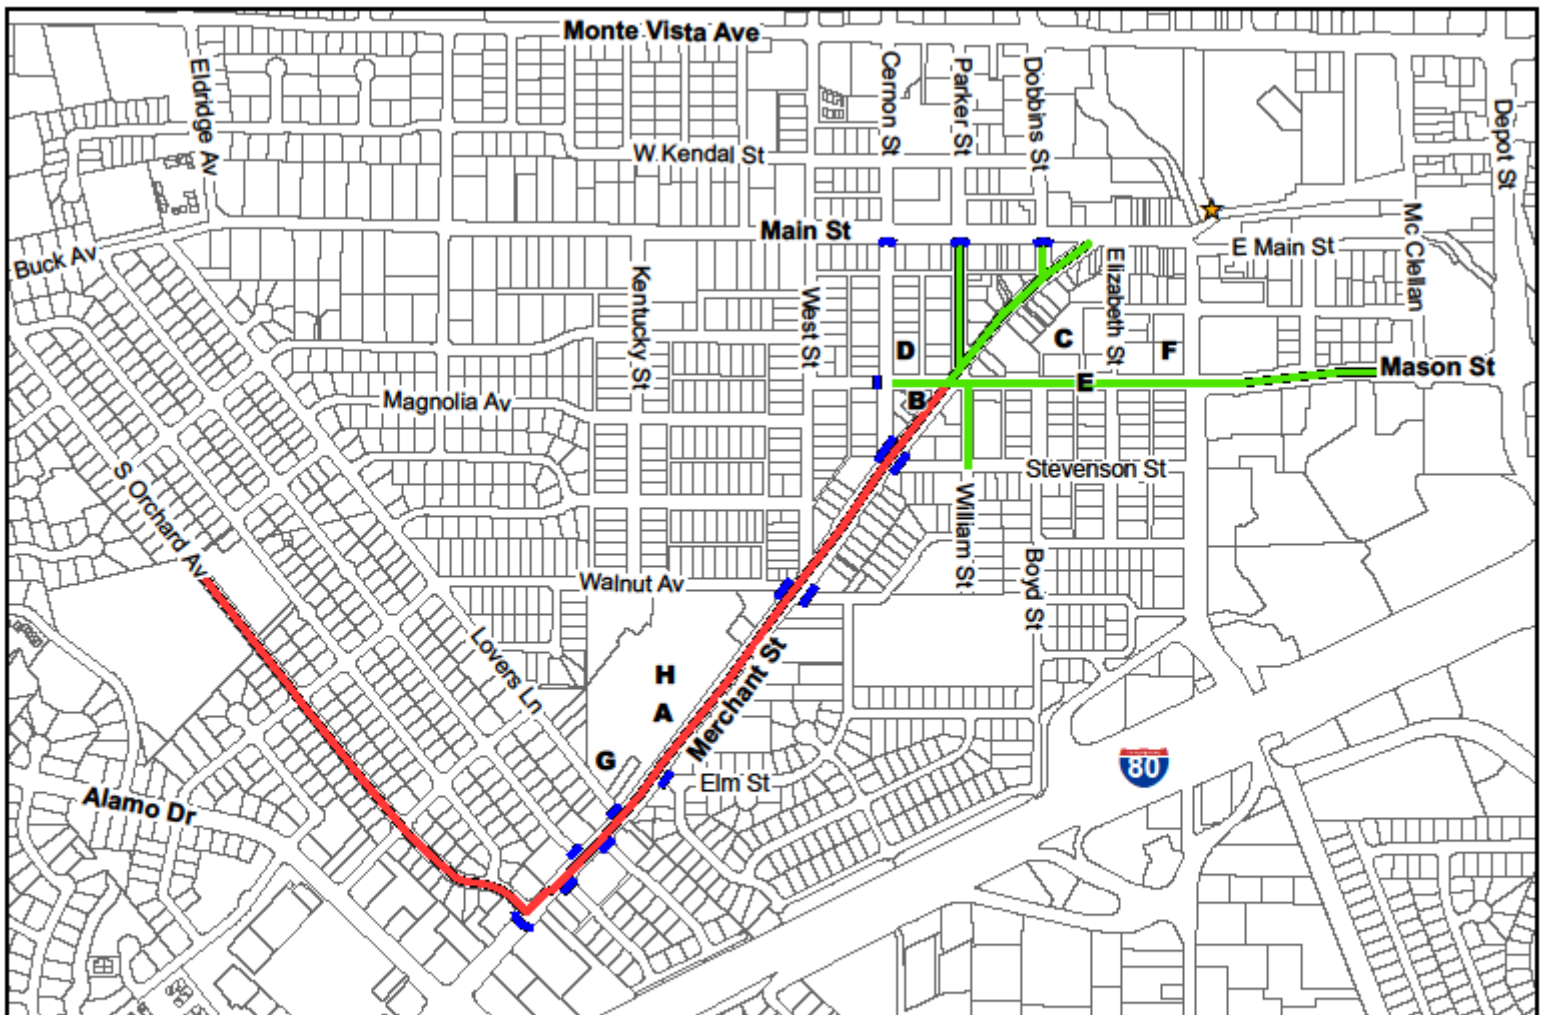 Monte Vista Ave
Eldridge Av
Cernon St
Parker St
Dobbins St
Depot St
W Kendal St
Main St
E Main St
Mc Clellan
Buck Av
Kentucky St
West St
Elizabeth St
D
C
F
Mason St
E
B
Magnolia Av
S Orchard Av
Stevenson St
William St
Boyd St
Walnut Av
Lovers Ln
H
A
Merchant St
G
Elm St
80
Alamo Dr